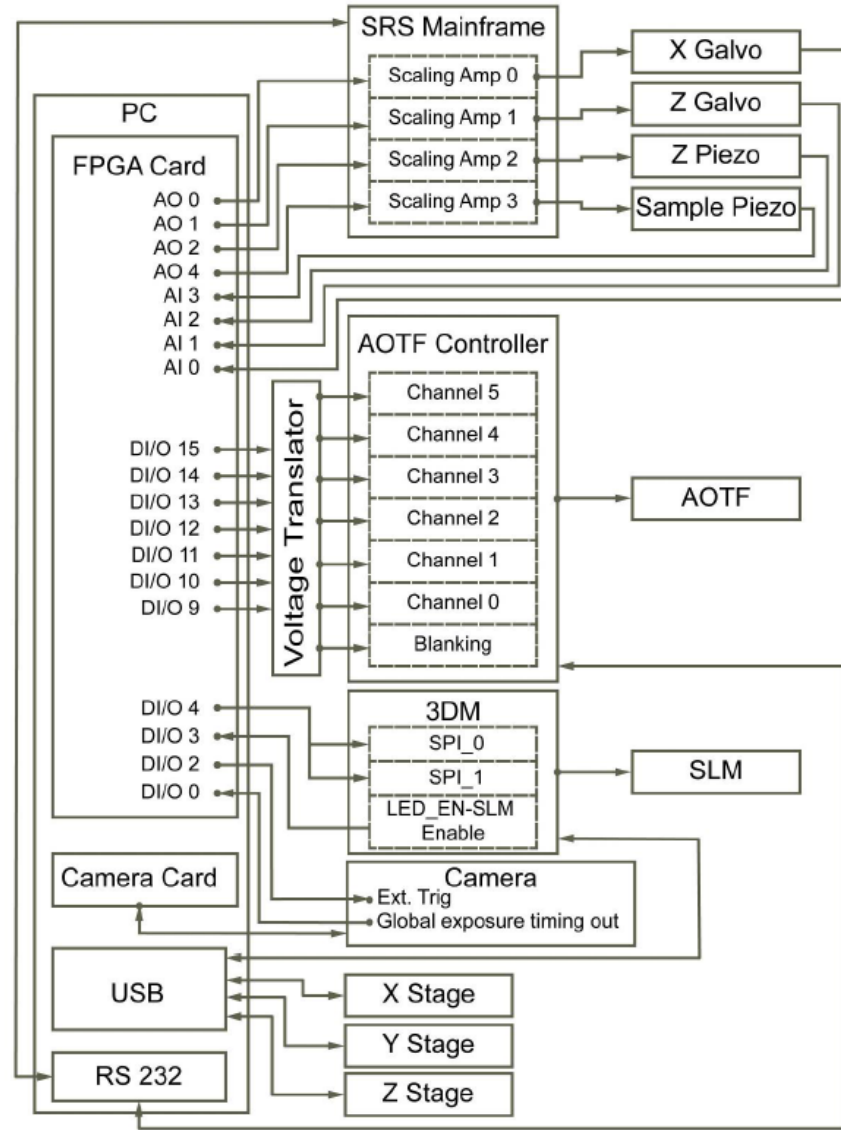 SRS Mainframe
Scaling Amp 0
Scaling Amp 1
Scaling Amp 2
Scaling Amp 3
X Galvo
Z Galvo
Z Piezo
Sample Piezo
PC
FPGA Card
AO 0
AO 1
AO 2
AO 4
AI 3
AI 2
AI 1
AI 0
DI/O 15
DI/O 14
DI/O 13
DI/O 12
DI/O 11
DI/O 10
DI/O 9
DI/O 4
DI/O 3
DI/O 2
DI/O 0
Voltage Translator
AOTF Controller
Channel 5
Channel 4
Channel 3
Channel 2
Channel 1
Channel 0
Blanking
AOTF
3DM
SPI_0
SPI_1
LED_EN-SLM
Enable
SLM
Camera Card
Camera
Ext. Trig
Global exposure timing out
USB
X Stage
Y Stage
Z Stage
RS 232